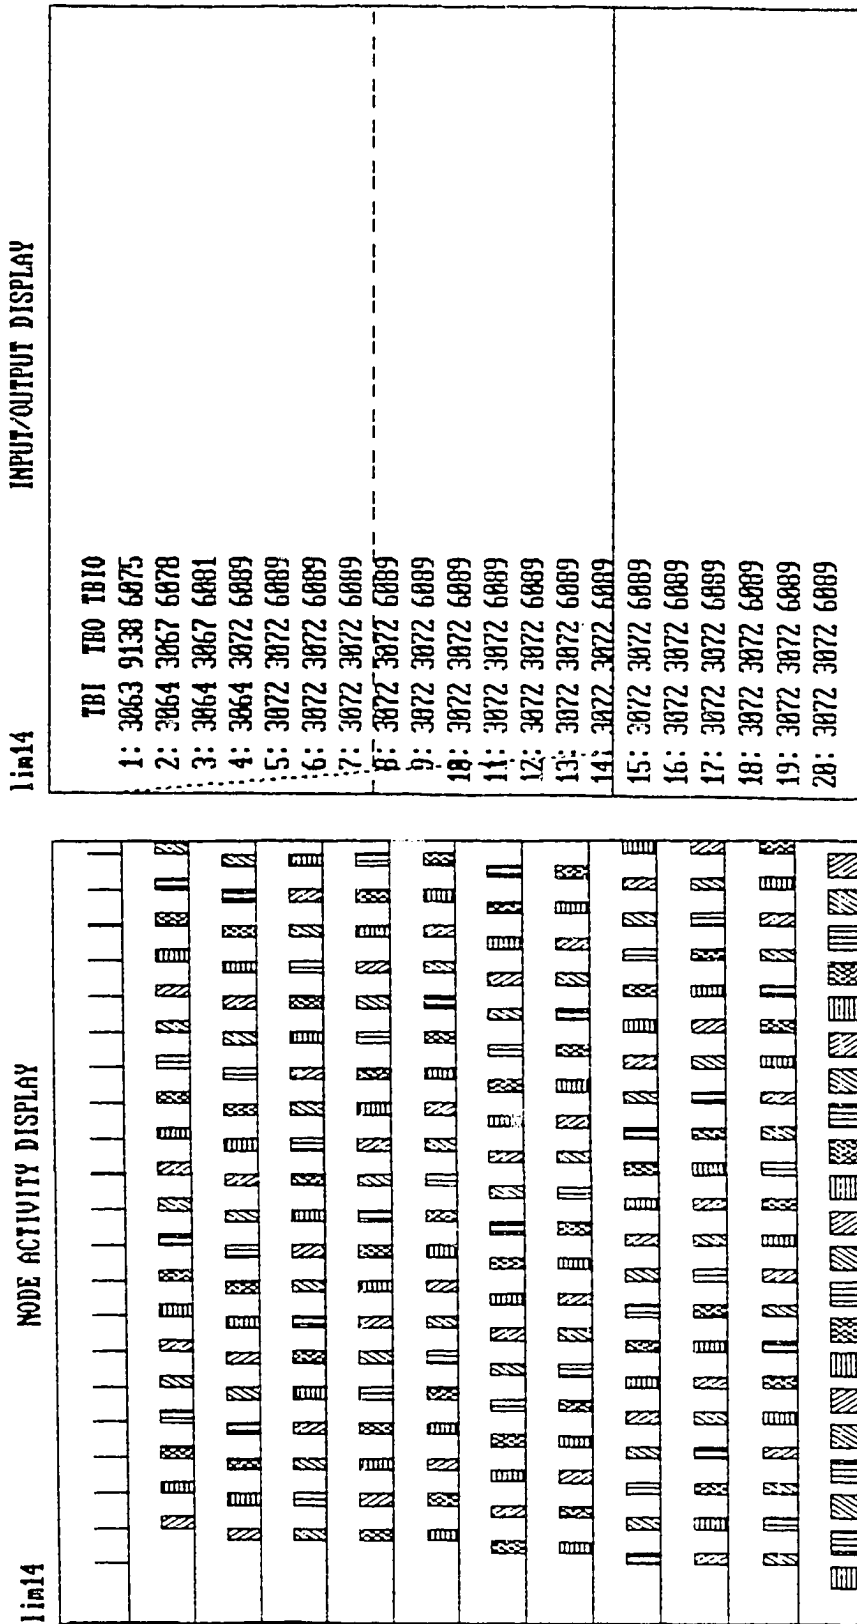 lim14 NODE ACTIVITY DISPLAY
lim14 INPUT/OUTPUT DISPLAY
TBI TBO TBIO
1: 3063 9138 6075
2: 3064 3067 6078
3: 3064 3067 6081
4: 3064 3072 6089
5: 3072 3072 6089
6: 3072 3072 6089
7: 3072 3072 6089
8: 3072 3072 6089
9: 3072 3072 6089
10: 3072 3072 6089
11: 3072 3072 6089
12: 3072 3072 6089
13: 3072 3072 6089
14: 3072 3072 6089
15: 3072 3072 6089
16: 3072 3072 6089
17: 3072 3072 6089
18: 3072 3072 6089
19: 3072 3072 6089
20: 3072 3072 6089